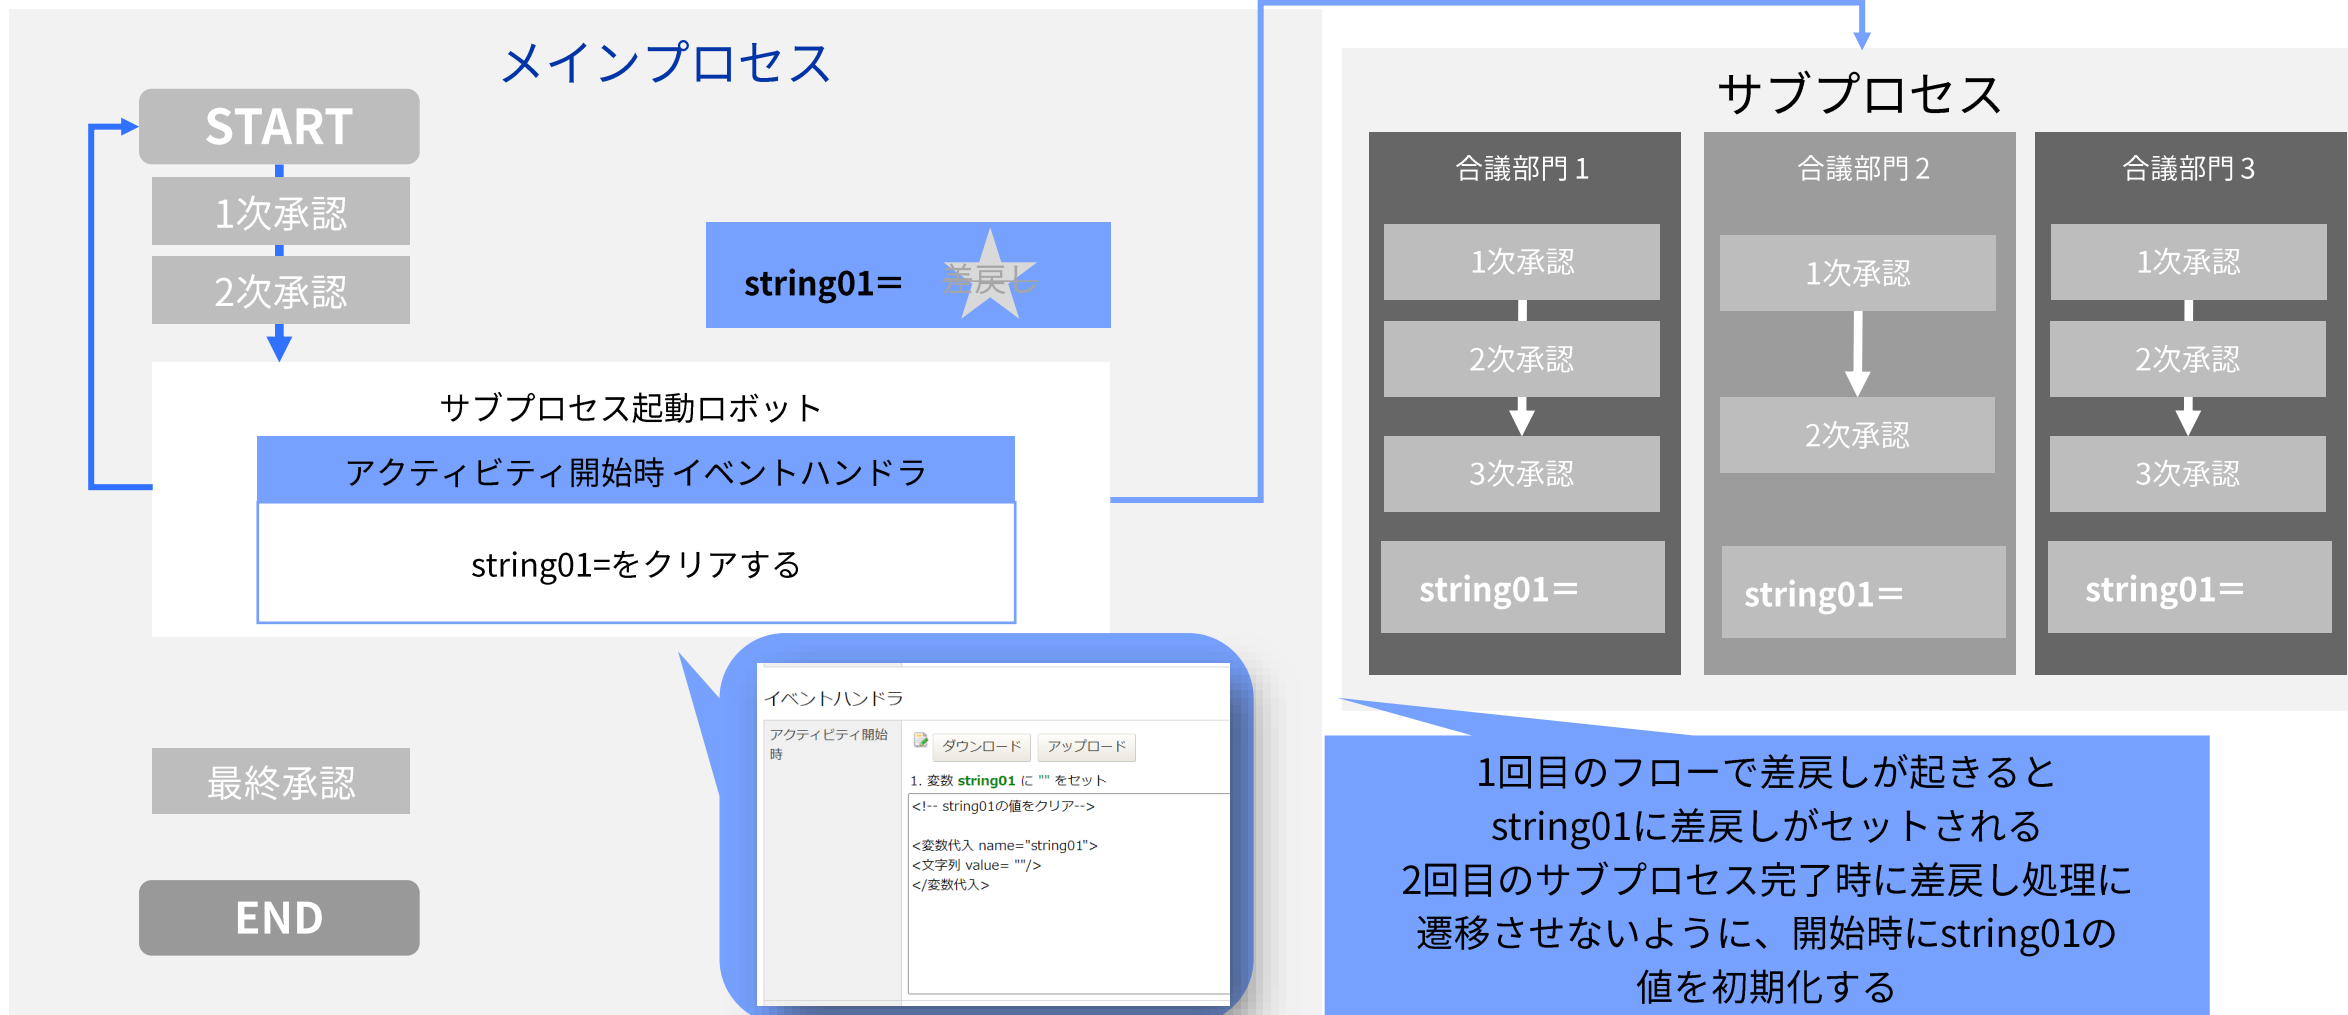 メインプロセス
START
1次承認
2次承認
string01＝
差戻し
サブプロセス起動ロボット
アクティビティ開始時 イベントハンドラ
string01=をクリアする
最終承認
END
イベントハンドラ
アクティビティ開始
時
ダウンロード
アップロード
1. 変数 string01 に "" をセット
<!-- string01の値をクリア-->
<変数代入 name="string01">
<文字列 value= ""/>
</変数代入>
サブプロセス
合議部門 1
1次承認
2次承認
3次承認
string01＝
合議部門 2
1次承認
2次承認
string01＝
合議部門 3
1次承認
2次承認
3次承認
string01＝
1回目のフローで差戻しが起きると
string01に差戻しがセットされる
2回目のサブプロセス完了時に差戻し処理に
遷移させないように、開始時にstring01の
値を初期化する